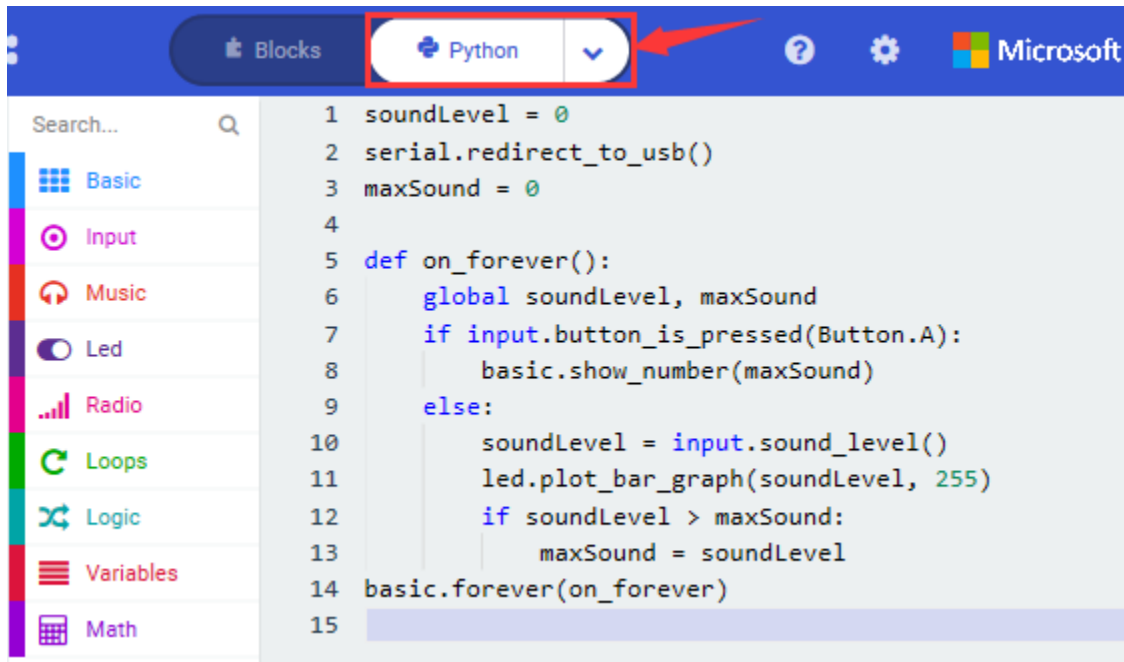 Blocks
Python
Microsoft
Search...
Basic
Input
Music
Led
Radio
Loops
Logic
Variables
Math
1 soundLevel = 0
2 serial.redirect_to_usb()
3 maxSound = 0
4
5 def on_forever():
6     global soundLevel, maxSound
7     if input.button_is_pressed(Button.A):
8         basic.show_number(maxSound)
9     else:
10         soundLevel = input.sound_level()
11         led.plot_bar_graph(soundLevel, 255)
12         if soundLevel > maxSound:
13             maxSound = soundLevel
14 basic.forever(on_forever)
15